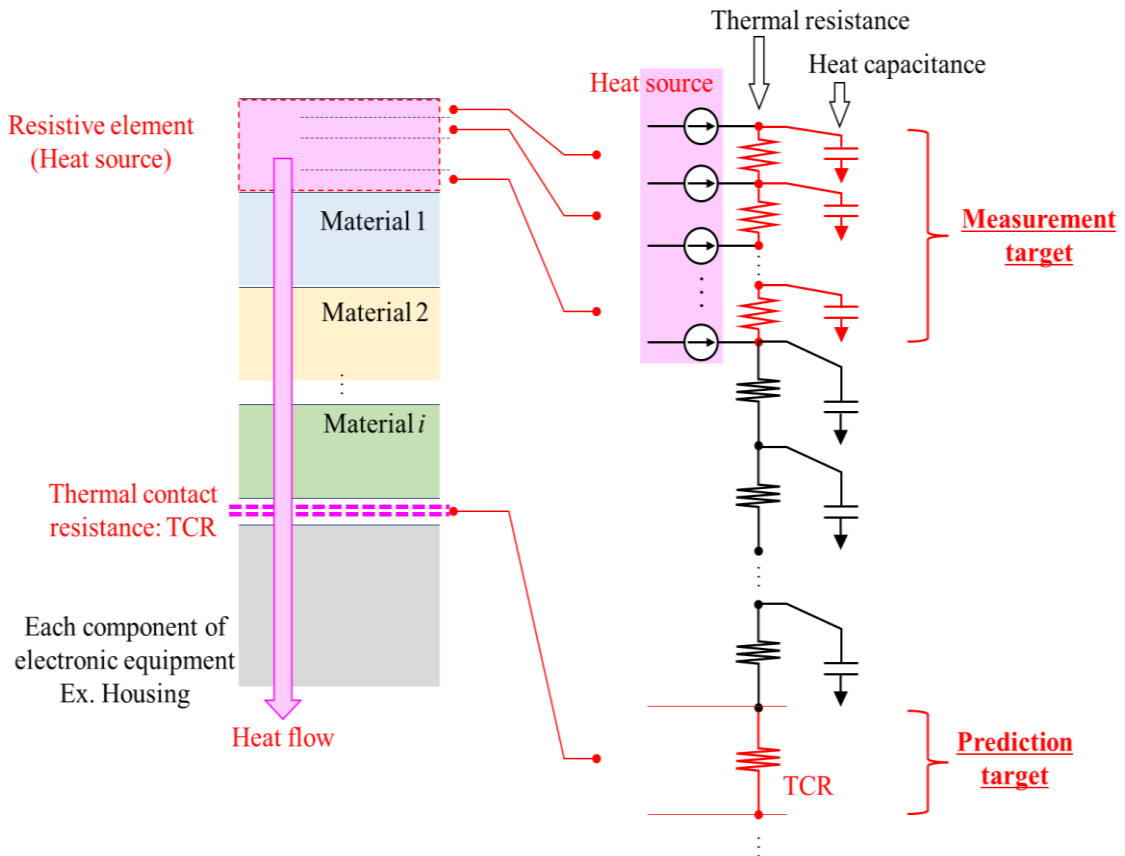 Thermal resistance
Heat capacitance
Heat source
Resistive element
(Heat source)
Material 1
Material 2
Material i
Measurement
target
Thermal contact
resistance: TCR
Each component of
electronic equipment
Ex. Housing
Heat flow
TCR
Prediction
target